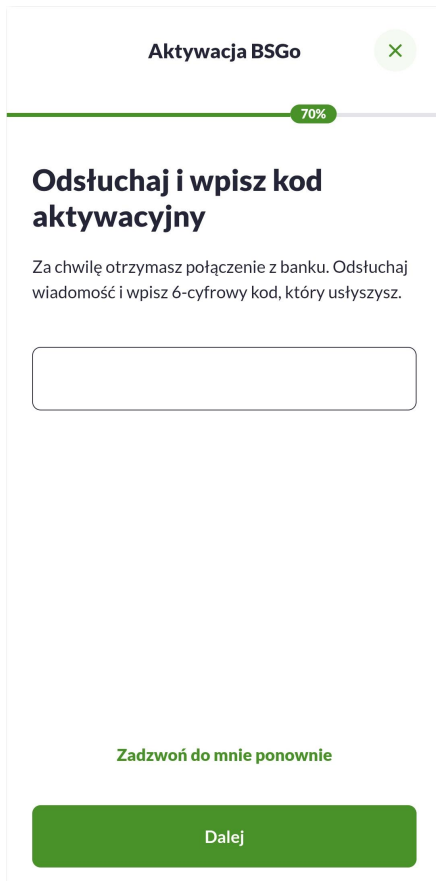 Aktywacja BSGo
70%
Odsłuchaj i wpisz kod
aktywacyjny
Za chwilę otrzymasz połączenie z banku. Odsłuchaj
wiadomość i wpisz 6-cyfrowy kod, który usłyszysz.
Zadzwoń do mnie ponownie
Dalej